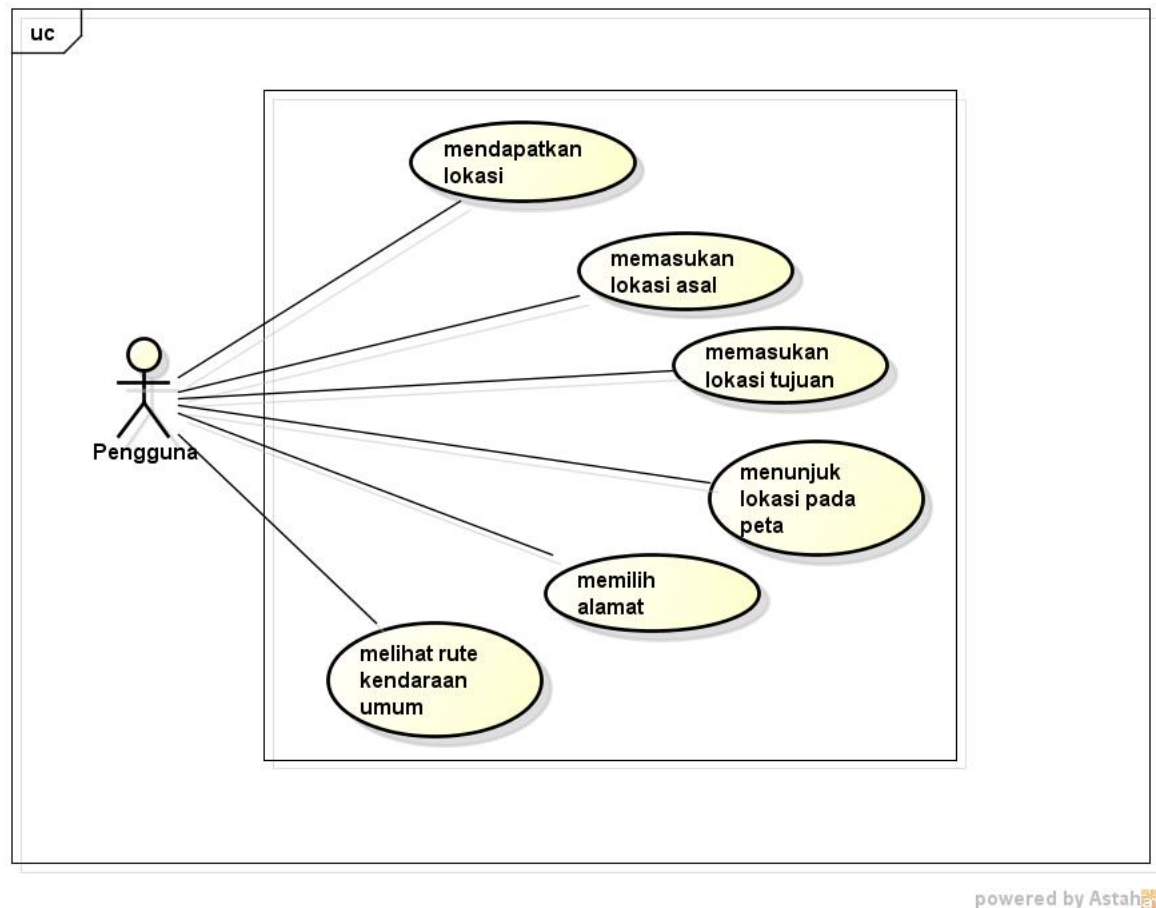 uc
mendapatkan
lokasi
memasukan
lokasi asal
memasukan
lokasi tujuan
Pengguna
menunjuk
lokasi pada
peta
memilih
alamat
melihat rute
kendaraan
umum
powered by Astah